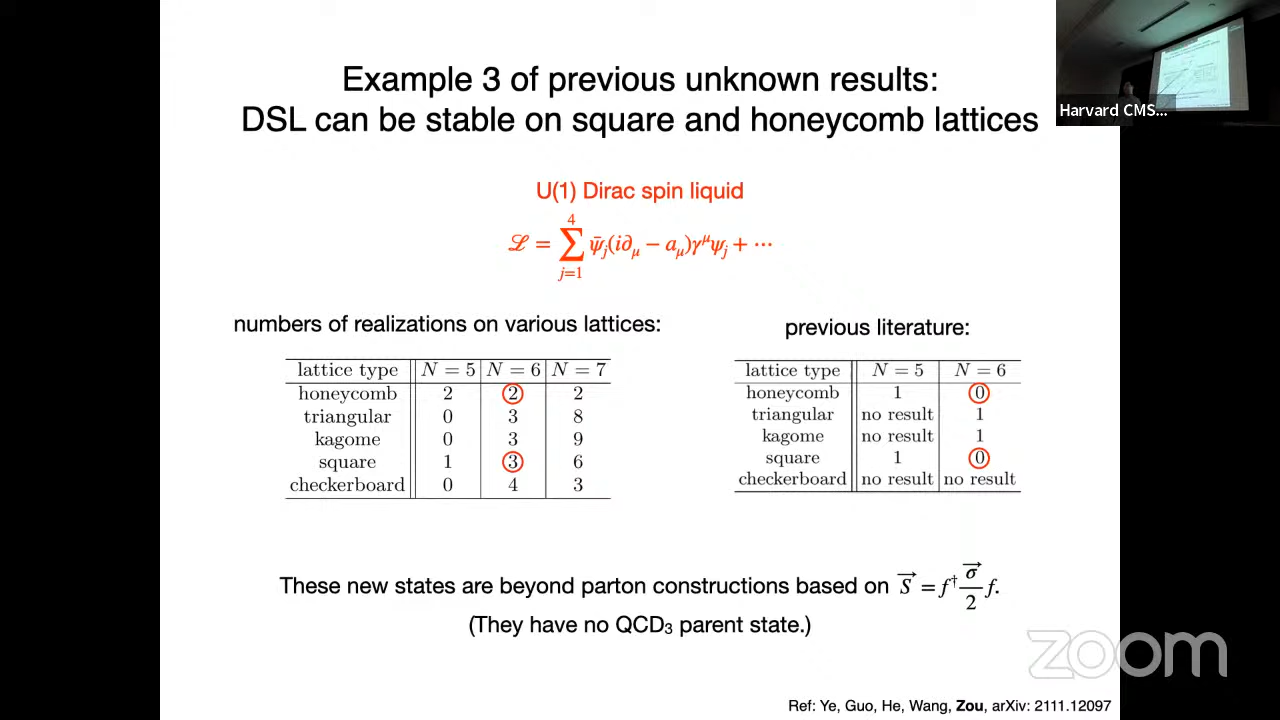 Example 3 of previous unknown results:
DSL can be stable on square and honeycomb lattices
Harvard CMS...
U(1) Dirac spin liquid
ℒ = ∑_{j=1}^{4} ψ̄_j(i∂_μ − a_μ)γ^μψ_j + ⋯
numbers of realizations on various lattices:
lattice type N = 5 N = 6 N = 7
honeycomb 2 2 2
triangular 0 3 8
kagome 0 3 9
square 1 3 6
checkerboard 0 4 3
previous literature:
lattice type N = 5 N = 6
honeycomb 1 0
triangular no result 1
kagome no result 1
square 1 0
checkerboard no result no result
These new states are beyond parton constructions based on S⃗ = f†(σ⃗/2)f.
(They have no QCD₃ parent state.)
zoom
Ref: Ye, Guo, He, Wang, Zou, arXiv: 2111.12097